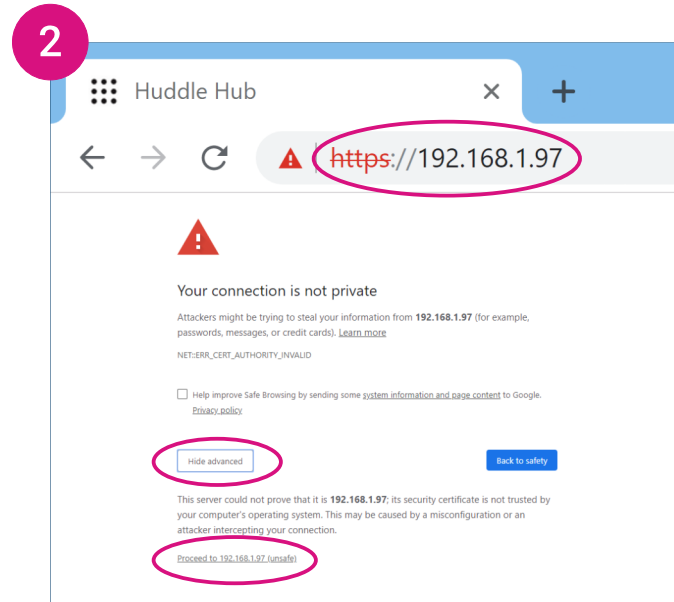 2
Huddle Hub
https://192.168.1.97
Your connection is not private
Attackers might be trying to steal your information from 192.168.1.97 (for example,
passwords, messages, or credit cards). Learn more
NET::ERR_CERT_AUTHORITY_INVALID
Help improve Safe Browsing by sending some system information and page content to Google.
Privacy policy
Hide advanced
Back to safety
This server could not prove that it is 192.168.1.97; its security certificate is not trusted by
your computer's operating system. This may be caused by a misconfiguration or an
attacker intercepting your connection.
Proceed to 192.168.1.97 (unsafe)